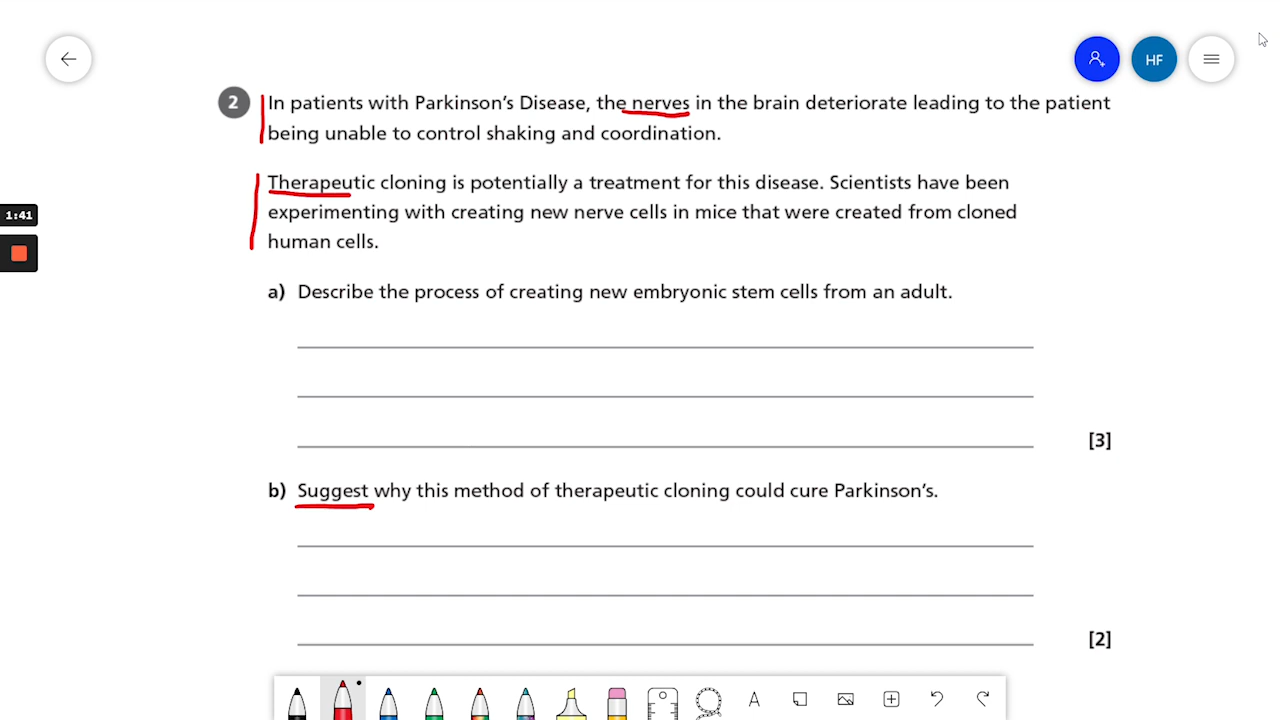 HF
2 In patients with Parkinson's Disease, the nerves in the brain deteriorate leading to the patient
being unable to control shaking and coordination.
Therapeutic cloning is potentially a treatment for this disease. Scientists have been
experimenting with creating new nerve cells in mice that were created from cloned
human cells.
1:41
a) Describe the process of creating new embryonic stem cells from an adult.
[3]
b) Suggest why this method of therapeutic cloning could cure Parkinson's.
[2]
A